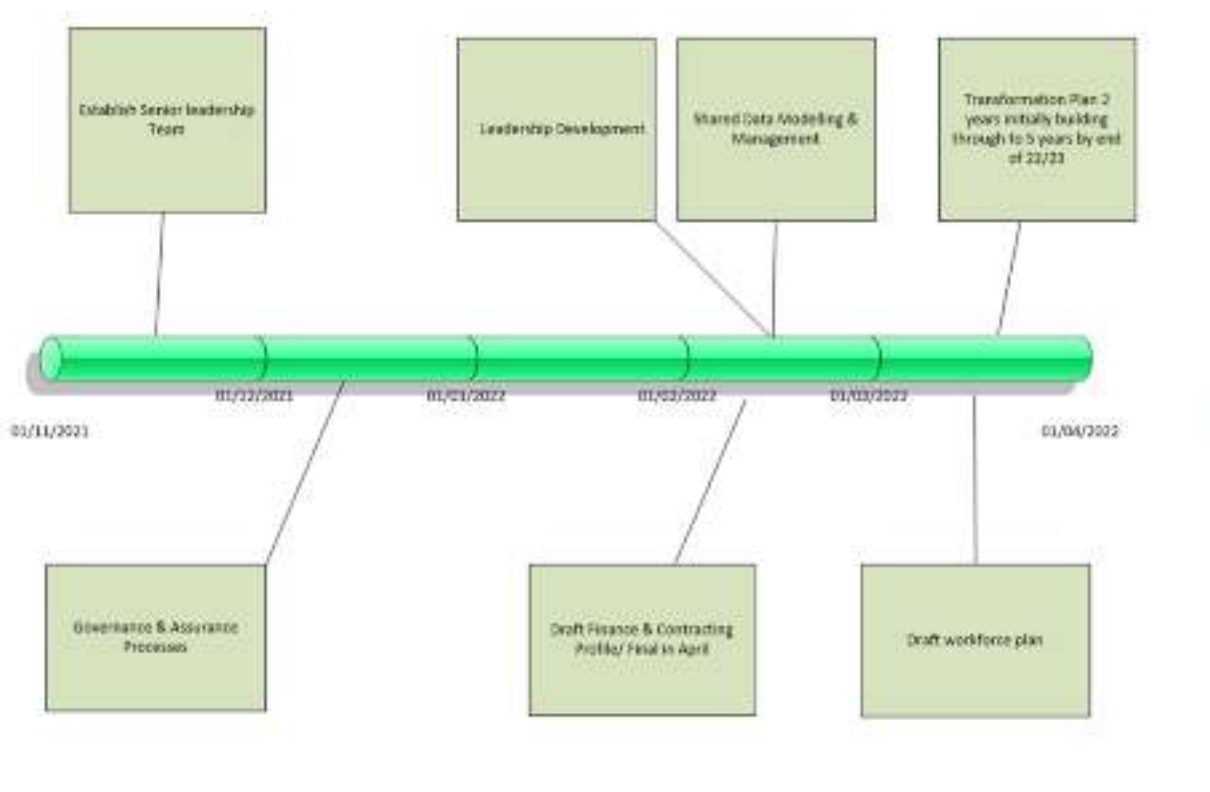 Establish Senior leadership
Team
Leadership Development
Shared Data Modelling &
Management
Transformation Plan 2
years initially building
through to 5 years by end
of 22/23
01/12/2021
01/01/2022
01/02/2022
01/03/2022
01/11/2021
01/04/2022
Governance & Assurance
Processes
Draft Finance & Contracting
Profile/ Final in April
Draft workforce plan